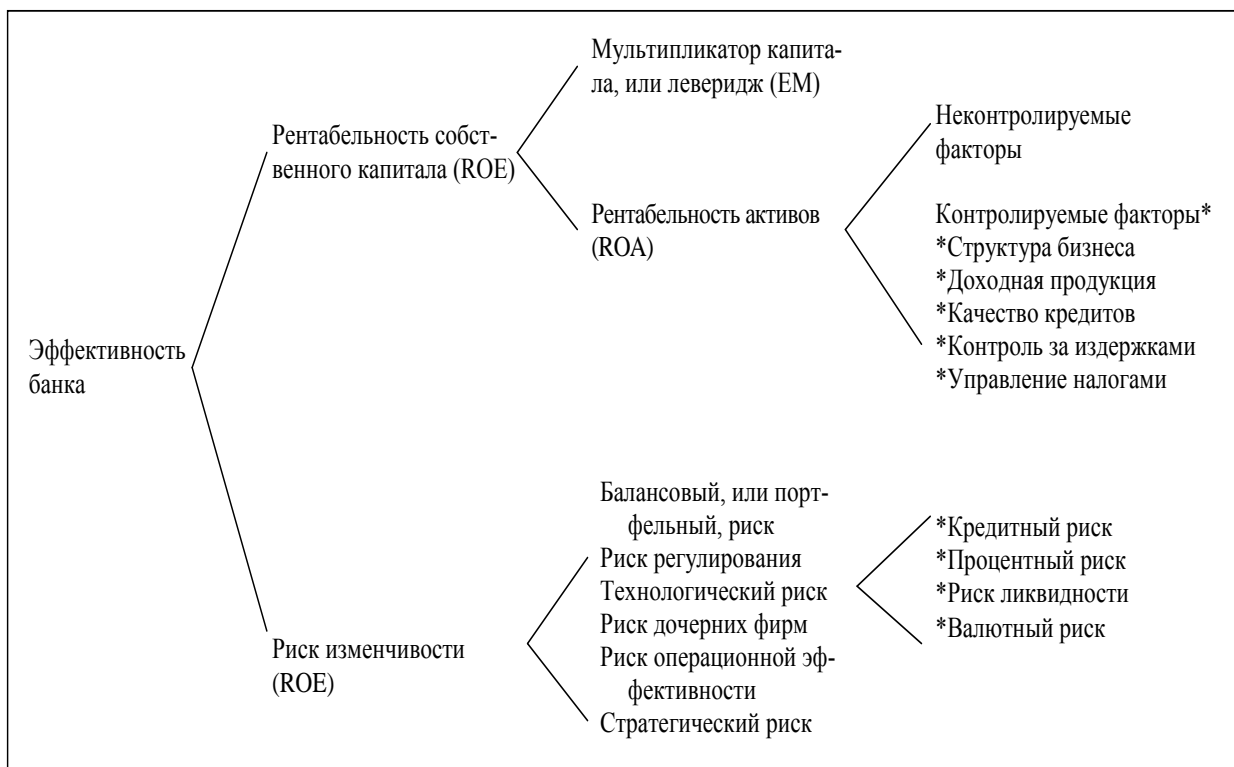 Мультипликатор капита-
ла, или леверидж (EM)
Рентабельность собст-
венного капитала (ROE)
Неконтролируемые
факторы
Рентабельность активов
(ROA)
Контролируемые факторы*
*Структура бизнеса
*Доходная продукция
*Качество кредитов
*Контроль за издержками
*Управление налогами
Эффективность
банка
Балансовый, или порт-
фельный, риск
Риск регулирования
Технологический риск
Риск дочерних фирм
Риск операционной эф-
фективности
Стратегический риск
*Кредитный риск
*Процентный риск
*Риск ликвидности
*Валютный риск
Риск изменчивости
(ROE)